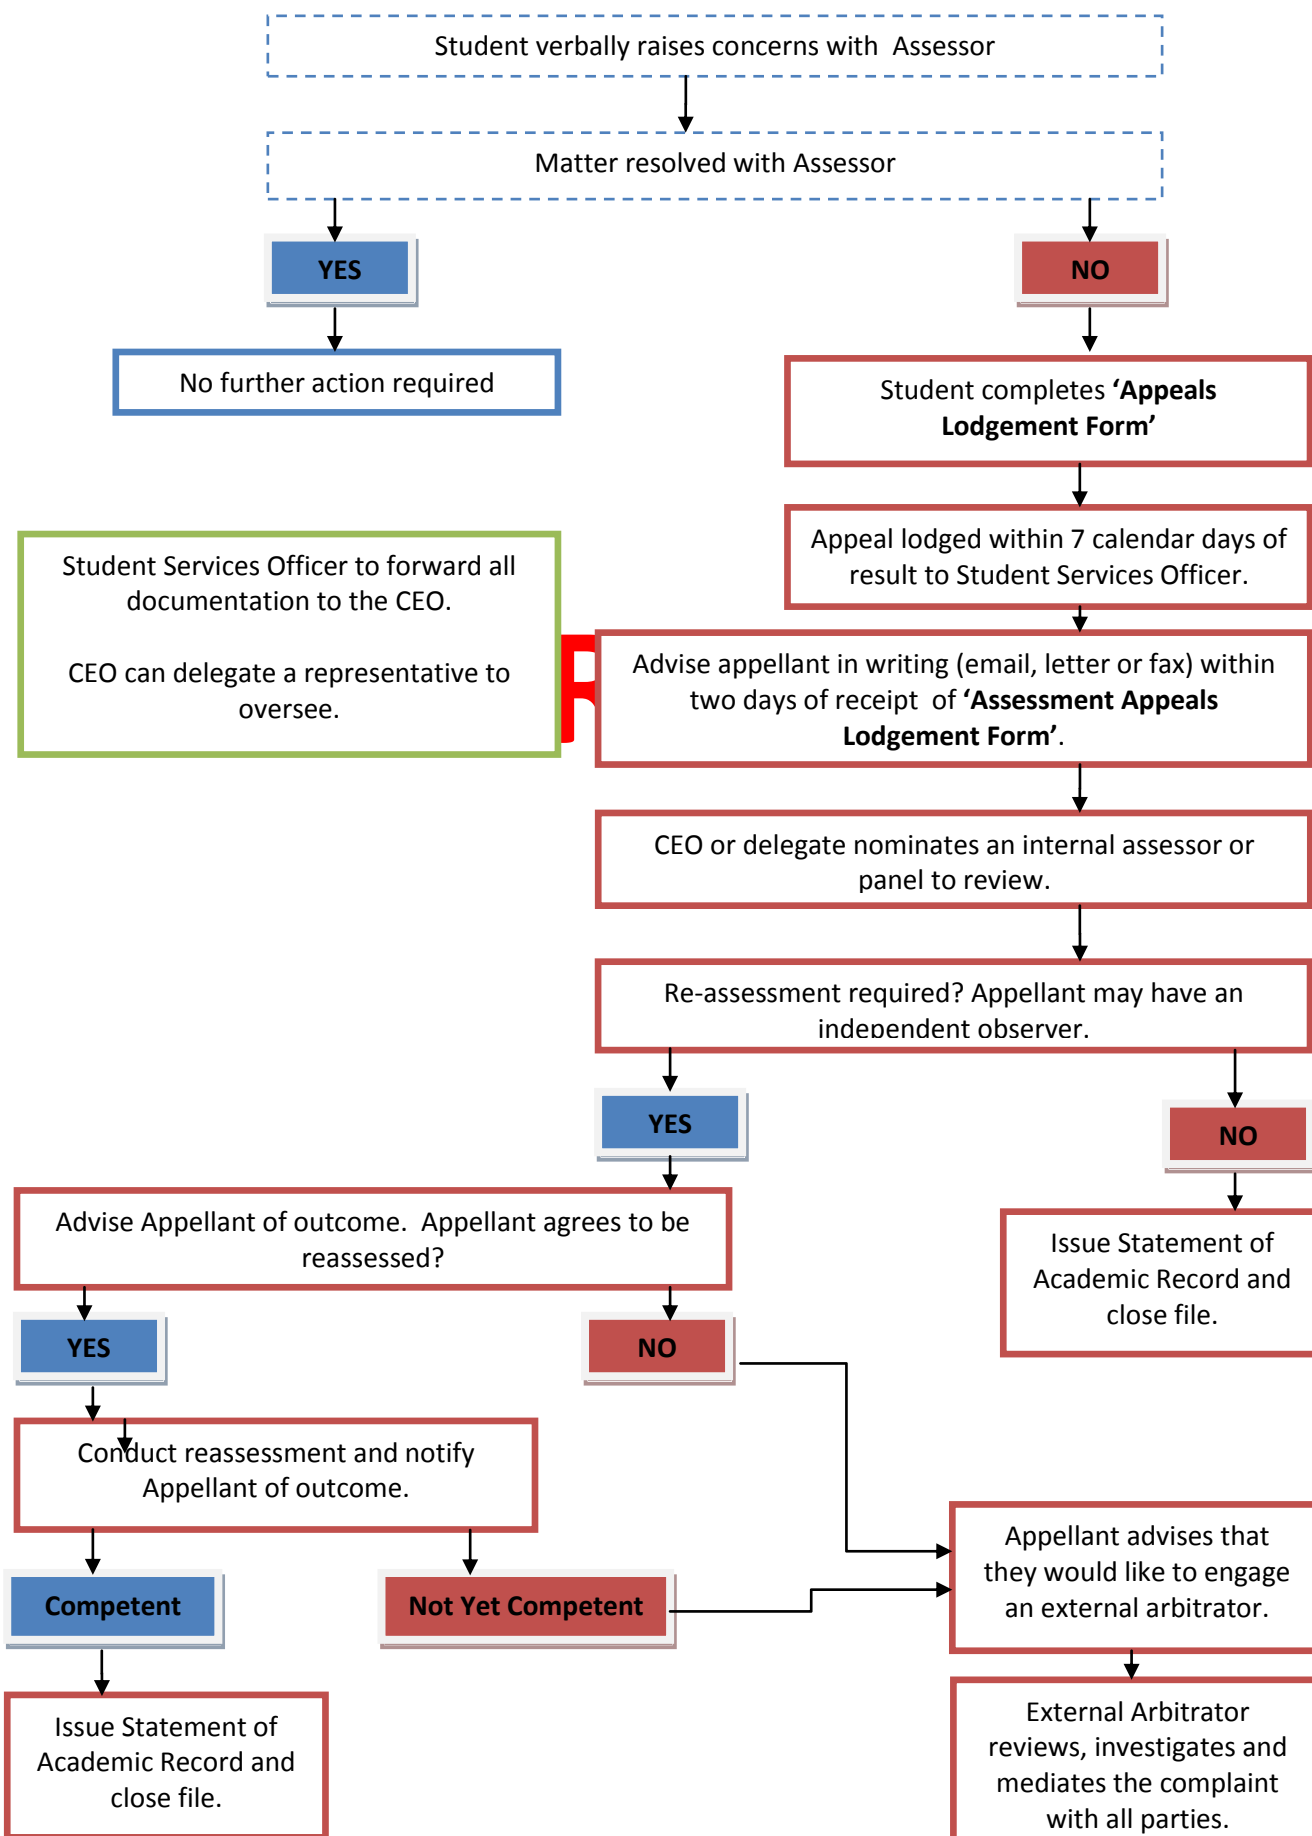 Student verbally raises concerns with  Assessor
Matter resolved with Assessor
YES
NO
No further action required
Student completes ‘Appeals
Lodgement Form’
Appeal lodged within 7 calendar days of
result to Student Services Officer.
Student Services Officer to forward all
documentation to the CEO.
CEO can delegate a representative to
oversee.
R
Advise appellant in writing (email, letter or fax) within
two days of receipt  of ‘Assessment Appeals
Lodgement Form’.
CEO or delegate nominates an internal assessor or
panel to review.
Re-assessment required? Appellant may have an
independent observer.
YES
NO
Advise Appellant of outcome.  Appellant agrees to be
reassessed?
Issue Statement of
Academic Record and
close file.
YES
NO
Conduct reassessment and notify
Appellant of outcome.
Appellant advises that
they would like to engage
an external arbitrator.
Competent
Not Yet Competent
Issue Statement of
Academic Record and
close file.
External Arbitrator
reviews, investigates and
mediates the complaint
with all parties.